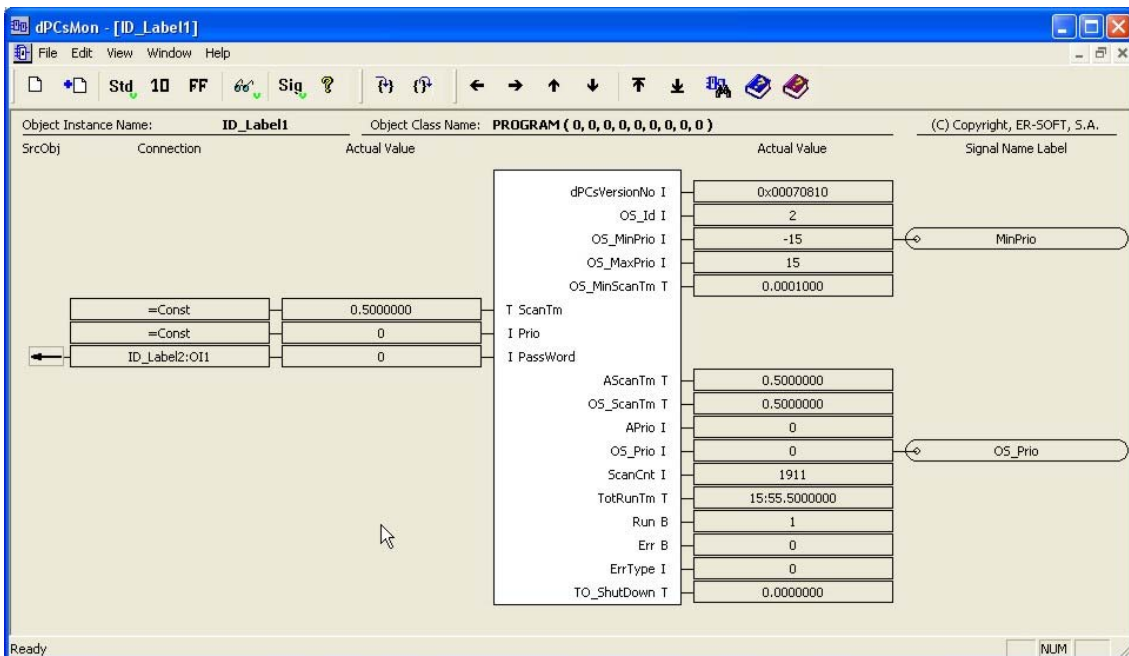 dPCsMon - [ID_Label1]
File Edit View Window Help
Std 10 FF Sig ?
Object Instance Name: ID_Label1 Object Class Name: PROGRAM ( 0, 0, 0, 0, 0, 0, 0, 0, 0, 0 ) (C) Copyright, ER-SOFT, S.A.
SrcObj Connection Actual Value Actual Value Signal Name Label
dPCsVersionNo I 0x00070810
OS_Id I 2
OS_MinPrio I -15 MinPrio
OS_MaxPrio I 15
OS_MinScanTm T 0.0001000
=Const 0.5000000 T ScanTm
=Const 0 I Prio
ID_Label2:OI1 0 I PassWord
AScanTm T 0.5000000
OS_ScanTm T 0.5000000
APrio I 0
OS_Prio I 0 OS_Prio
ScanCnt I 1911
TotRunTm T 15:55.5000000
Run B 1
Err B 0
ErrType I 0
TO_ShutDown T 0.0000000
Ready NUM